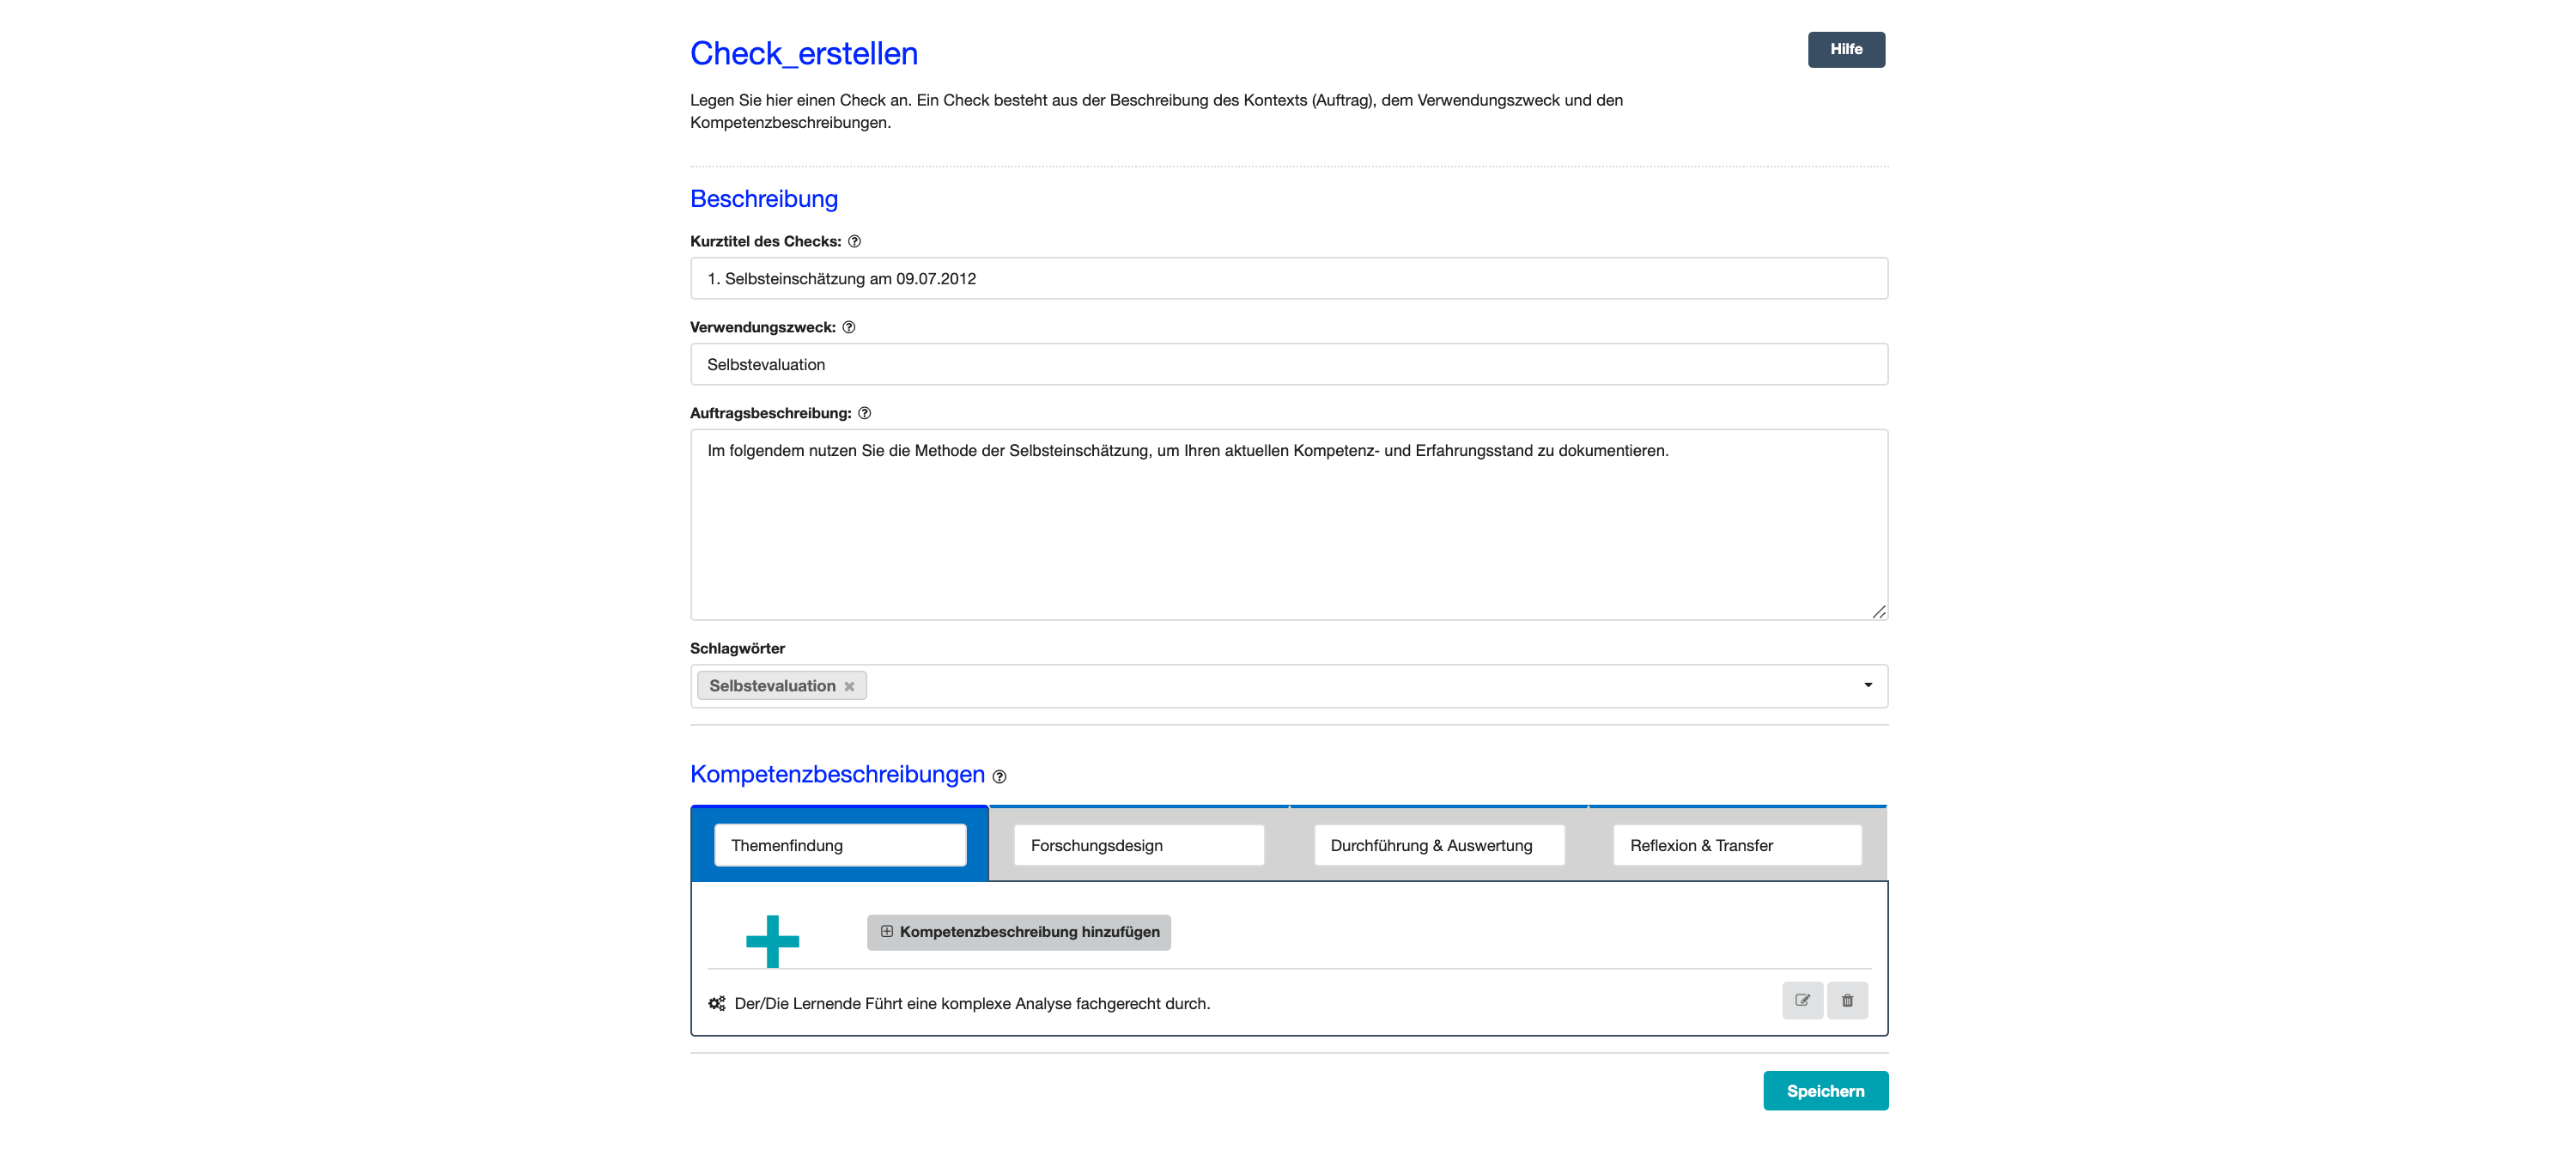 Check_erstellen
Hilfe
Legen Sie hier einen Check an. Ein Check besteht aus der Beschreibung des Kontexts (Auftrag), dem Verwendungszweck und den
Kompetenzbeschreibungen.
Beschreibung
Kurztitel des Checks:
1. Selbsteinschätzung am 09.07.2012
Verwendungszweck:
Selbstevaluation
Auftragsbeschreibung:
Im folgendem nutzen Sie die Methode der Selbsteinschätzung, um Ihren aktuellen Kompetenz- und Erfahrungsstand zu dokumentieren.
Schlagwörter
Selbstevaluation
Kompetenzbeschreibungen
Themenfindung
Forschungsdesign
Durchführung & Auswertung
Reflexion & Transfer
Kompetenzbeschreibung hinzufügen
Der/Die Lernende Führt eine komplexe Analyse fachgerecht durch.
Speichern